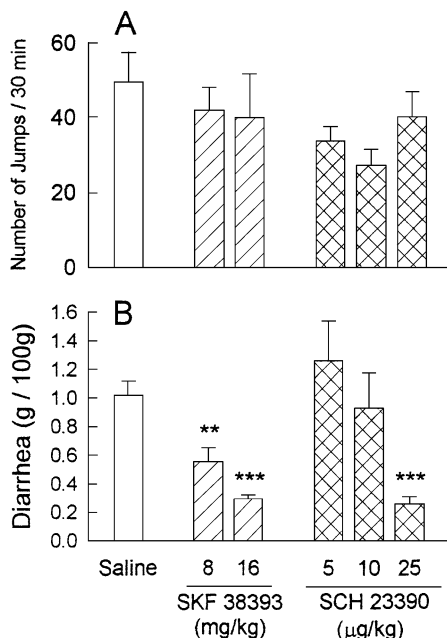 A
Number of Jumps / 30 min
60
40
20
0
B
Diarrhea (g / 100g)
1.6
1.4
1.2
1.0
0.8
0.6
0.4
0.2
0.0
**
***
***
Saline
8 16
5 10 25
SKF 38393
SCH 23390
(mg/kg)
(μg/kg)